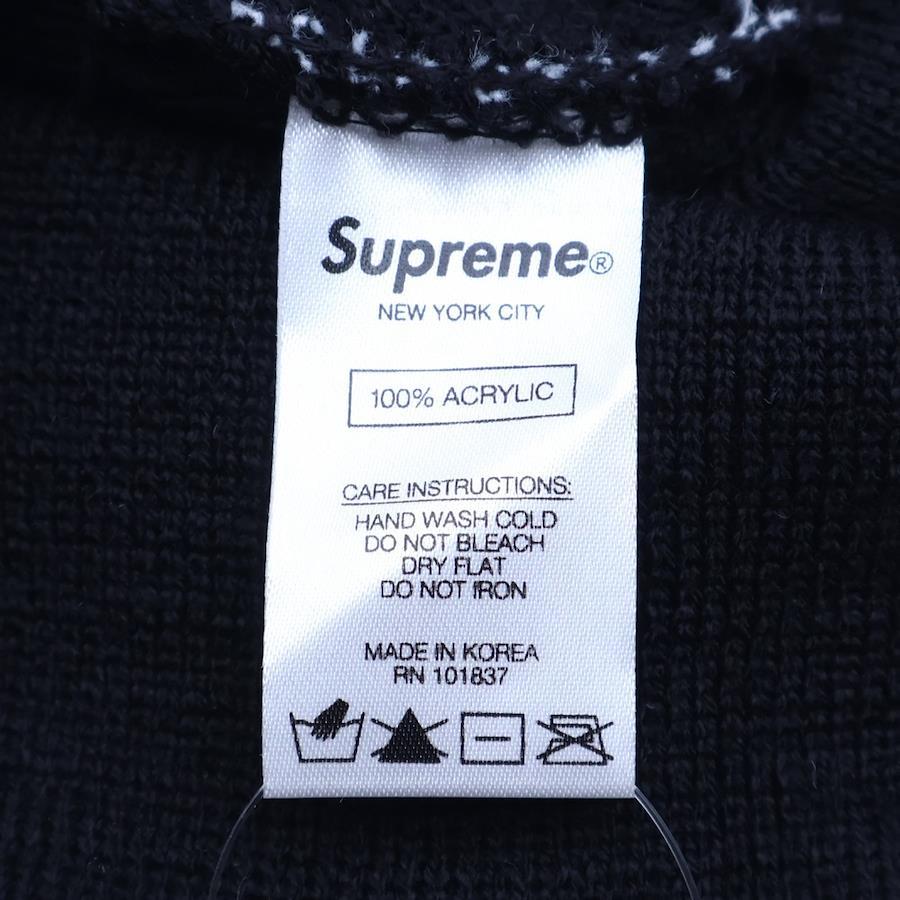 Supreme®
NEW YORK CITY
100% ACRYLIC
CARE INSTRUCTIONS:
HAND WASH COLD
DO NOT BLEACH
DRY FLAT
DO NOT IRON
MADE IN KOREA
RN 101837